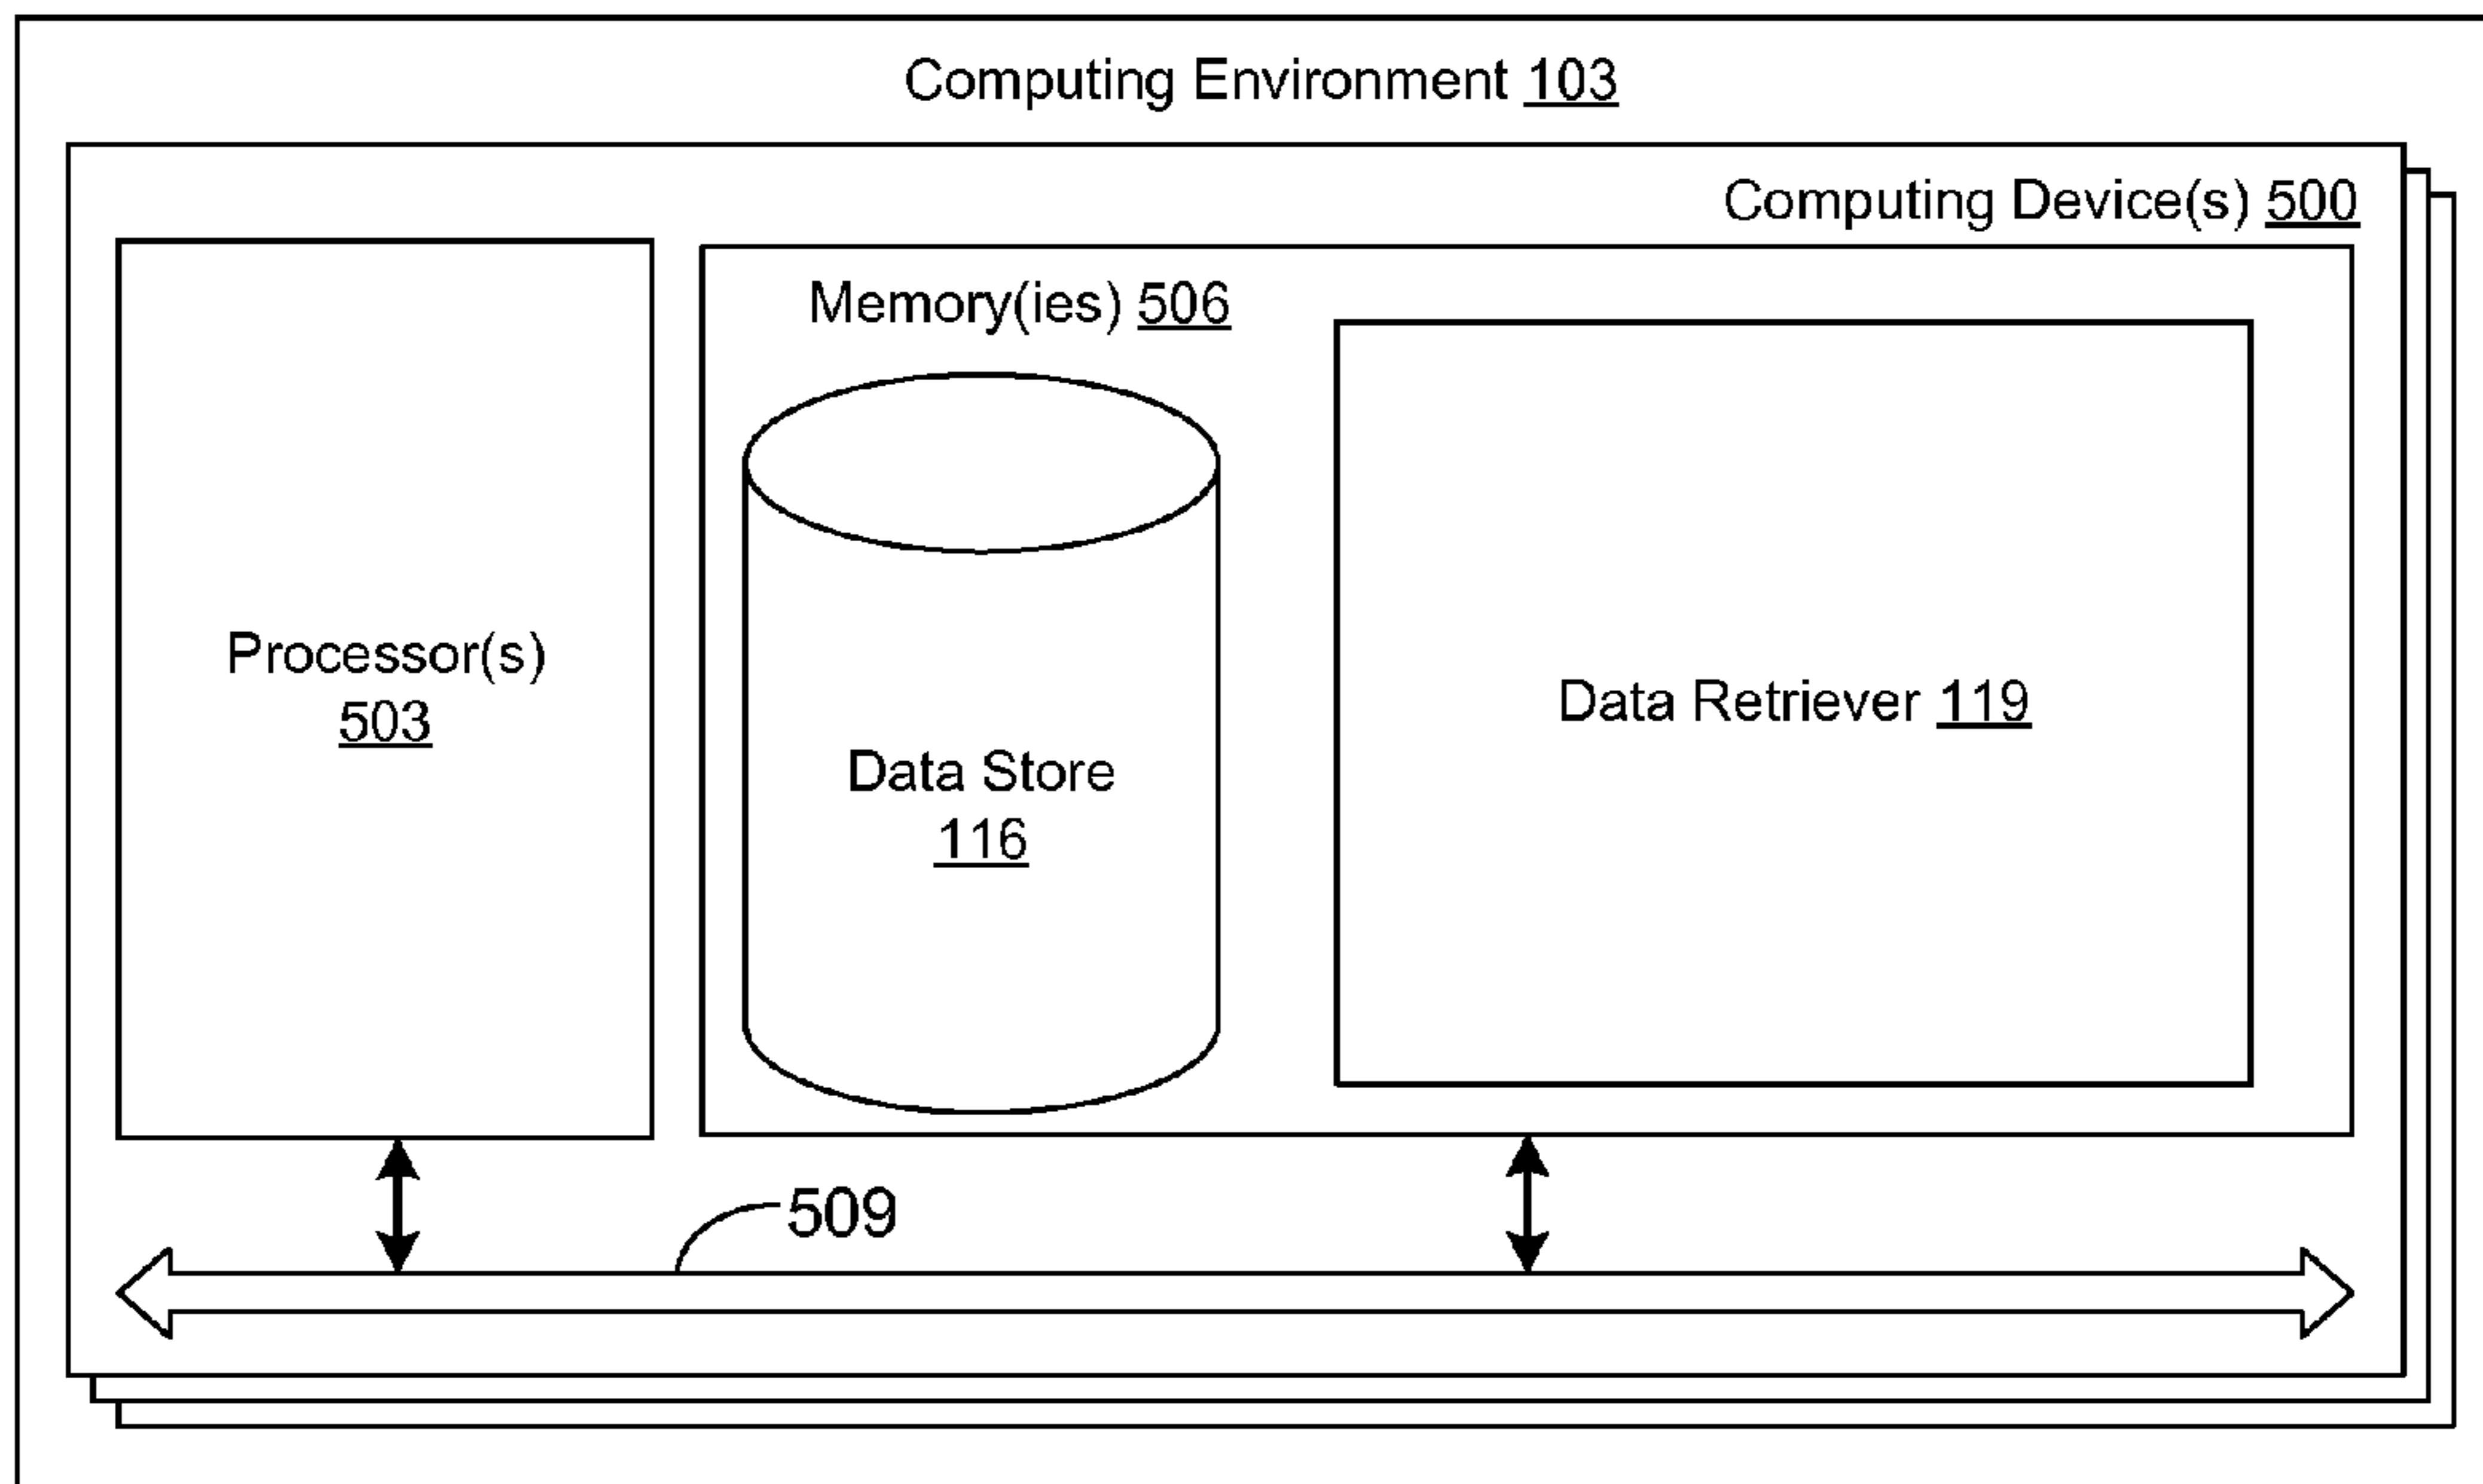 Computing Environment 103
Computing Device(s) 500
Memory(ies) 506
Processor(s)
503
Data Store
116
Data Retriever 119
509